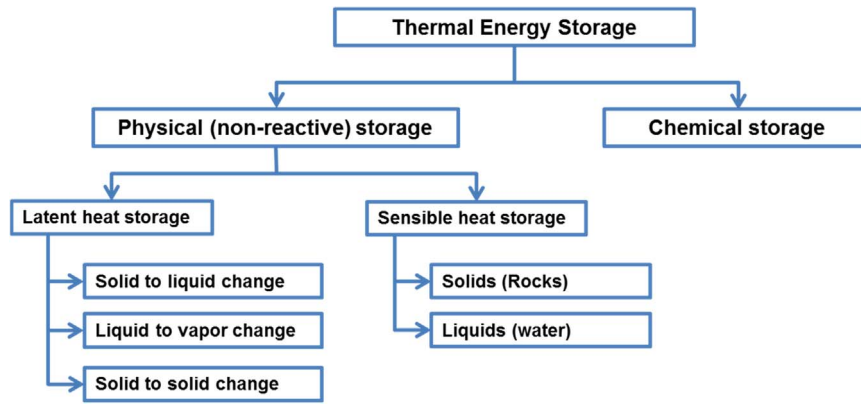 Thermal Energy Storage
Physical (non-reactive) storage
Chemical storage
Latent heat storage
Sensible heat storage
Solid to liquid change
Solids (Rocks)
Liquid to vapor change
Liquids (water)
Solid to solid change